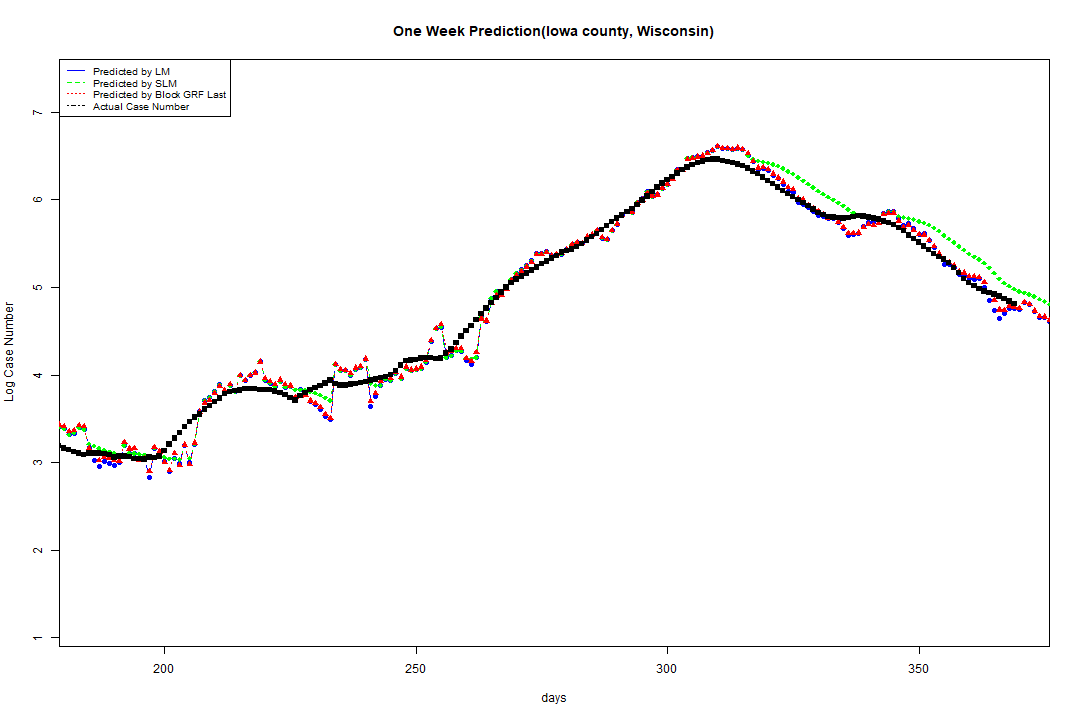 One Week Prediction(Iowa county, Wisconsin)
Predicted by LM
Predicted by SLM
Predicted by Block GRF Last
Actual Case Number
7
6
5
4
3
2
1
Log Case Number
200 250 300 350
days